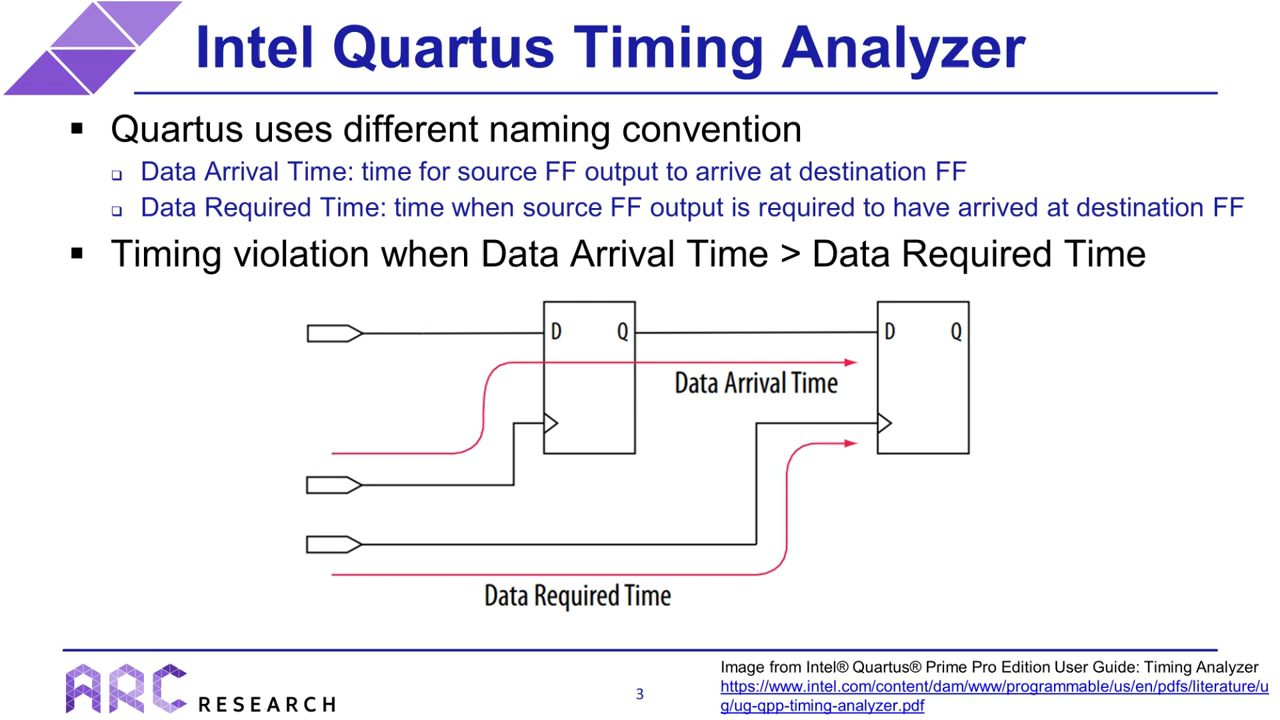 Intel Quartus Timing Analyzer
Quartus uses different naming convention
Data Arrival Time: time for source FF output to arrive at destination FF
Data Required Time: time when source FF output is required to have arrived at destination FF
Timing violation when Data Arrival Time > Data Required Time
D Q D Q
Data Arrival Time
Data Required Time
ARC RESEARCH
3
Image from Intel® Quartus® Prime Pro Edition User Guide: Timing Analyzer
https://www.intel.com/content/dam/www/programmable/us/en/pdfs/literature/u
g/ug-qpp-timing-analyzer.pdf